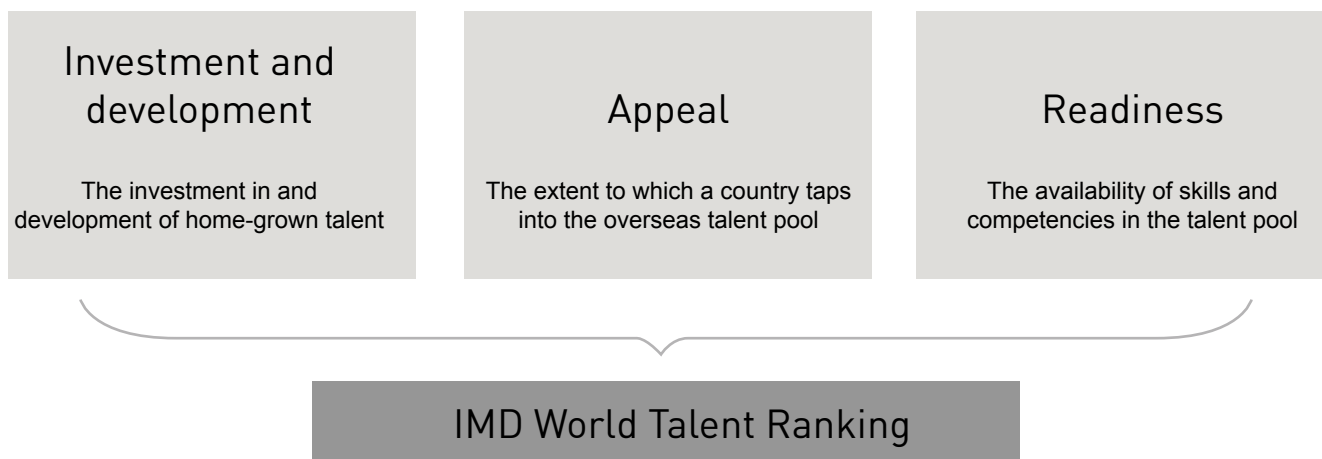 Investment and
development
The investment in and
development of home-grown talent
Appeal
The extent to which a country taps
into the overseas talent pool
Readiness
The availability of skills and
competencies in the talent pool
IMD World Talent Ranking